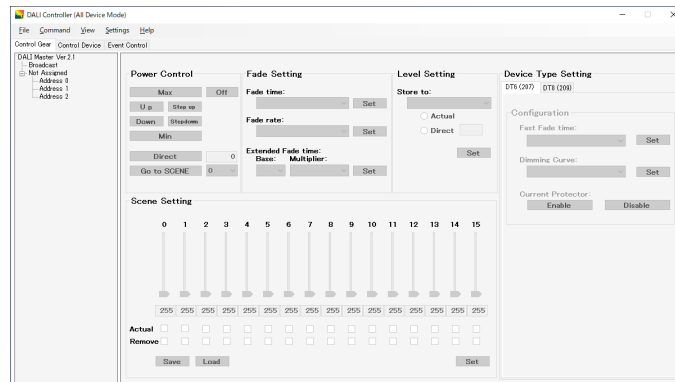 DALI Controller (All Device Mode)
File Command View Settings Help
Control Gear Control Device Event Control
DALI Master Ver.2.1
Broadcast
Not Assigned
Address 0
Address 1
Address 2
Power Control
Max Off
U p Step up
Down Stepdown
Min
Direct 0
Go to SCENE 0
Fade Setting
Fade time:
Set
Fade rate:
Set
Extended Fade time:
Base: Multiplier:
Set
Level Setting
Store to:
Actual
Direct
Set
Device Type Setting
DT6 (207) DT8 (209)
Configuration
Fast Fade time:
Set
Dimming Curve:
Set
Current Protector:
Enable Disable
Scene Setting
0 1 2 3 4 5 6 7 8 9 10 11 12 13 14 15
255 255 255 255 255 255 255 255 255 255 255 255 255 255 255 255
Actual
Remove
Save Load Set